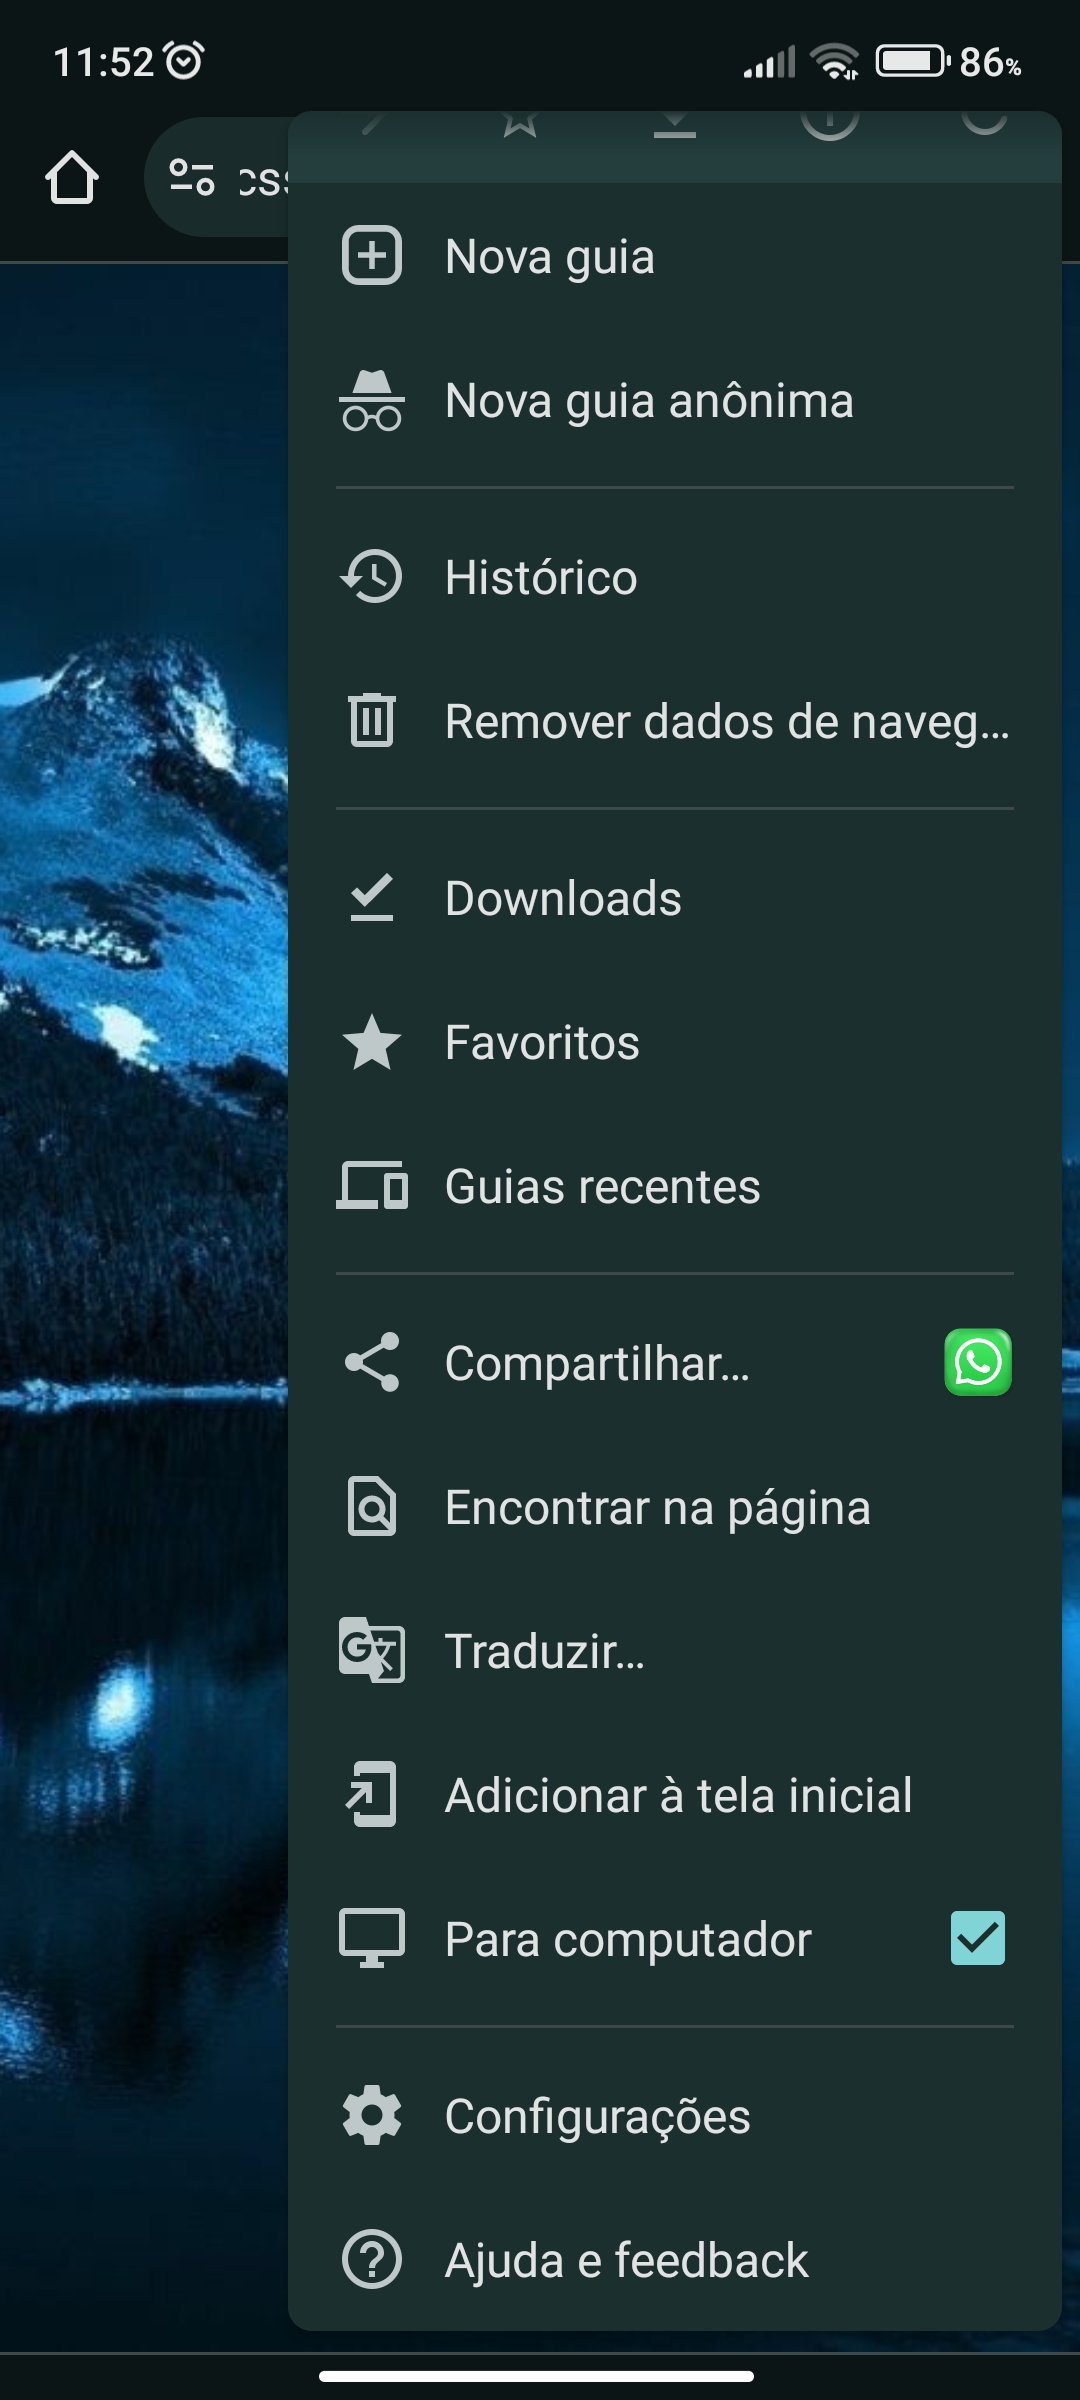 11:52
86%
css
Nova guia
Nova guia anônima
Histórico
Remover dados de naveg...
Downloads
Favoritos
Guias recentes
Compartilhar...
Encontrar na página
Traduzir...
Adicionar à tela inicial
Para computador
Configurações
Ajuda e feedback